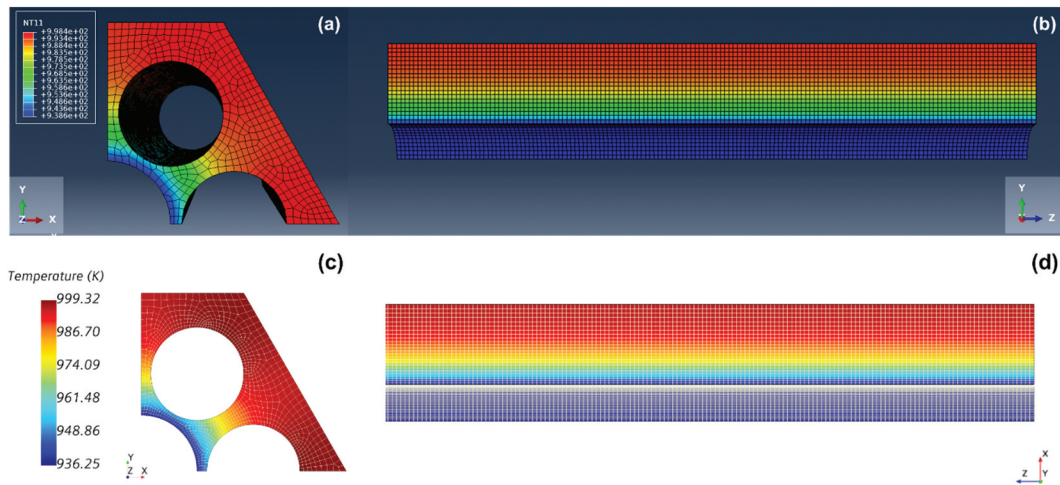 (a)
(b)
NT11
+9.984e+02
+9.934e+02
+9.884e+02
+9.835e+02
+9.785e+02
+9.735e+02
+9.685e+02
+9.635e+02
+9.586e+02
+9.536e+02
+9.486e+02
+9.436e+02
+9.386e+02
Y
Z X
Y
Z
(c)
(d)
Temperature (K)
999.32
986.70
974.09
961.48
948.86
936.25
Y
Z X
X
Z Y